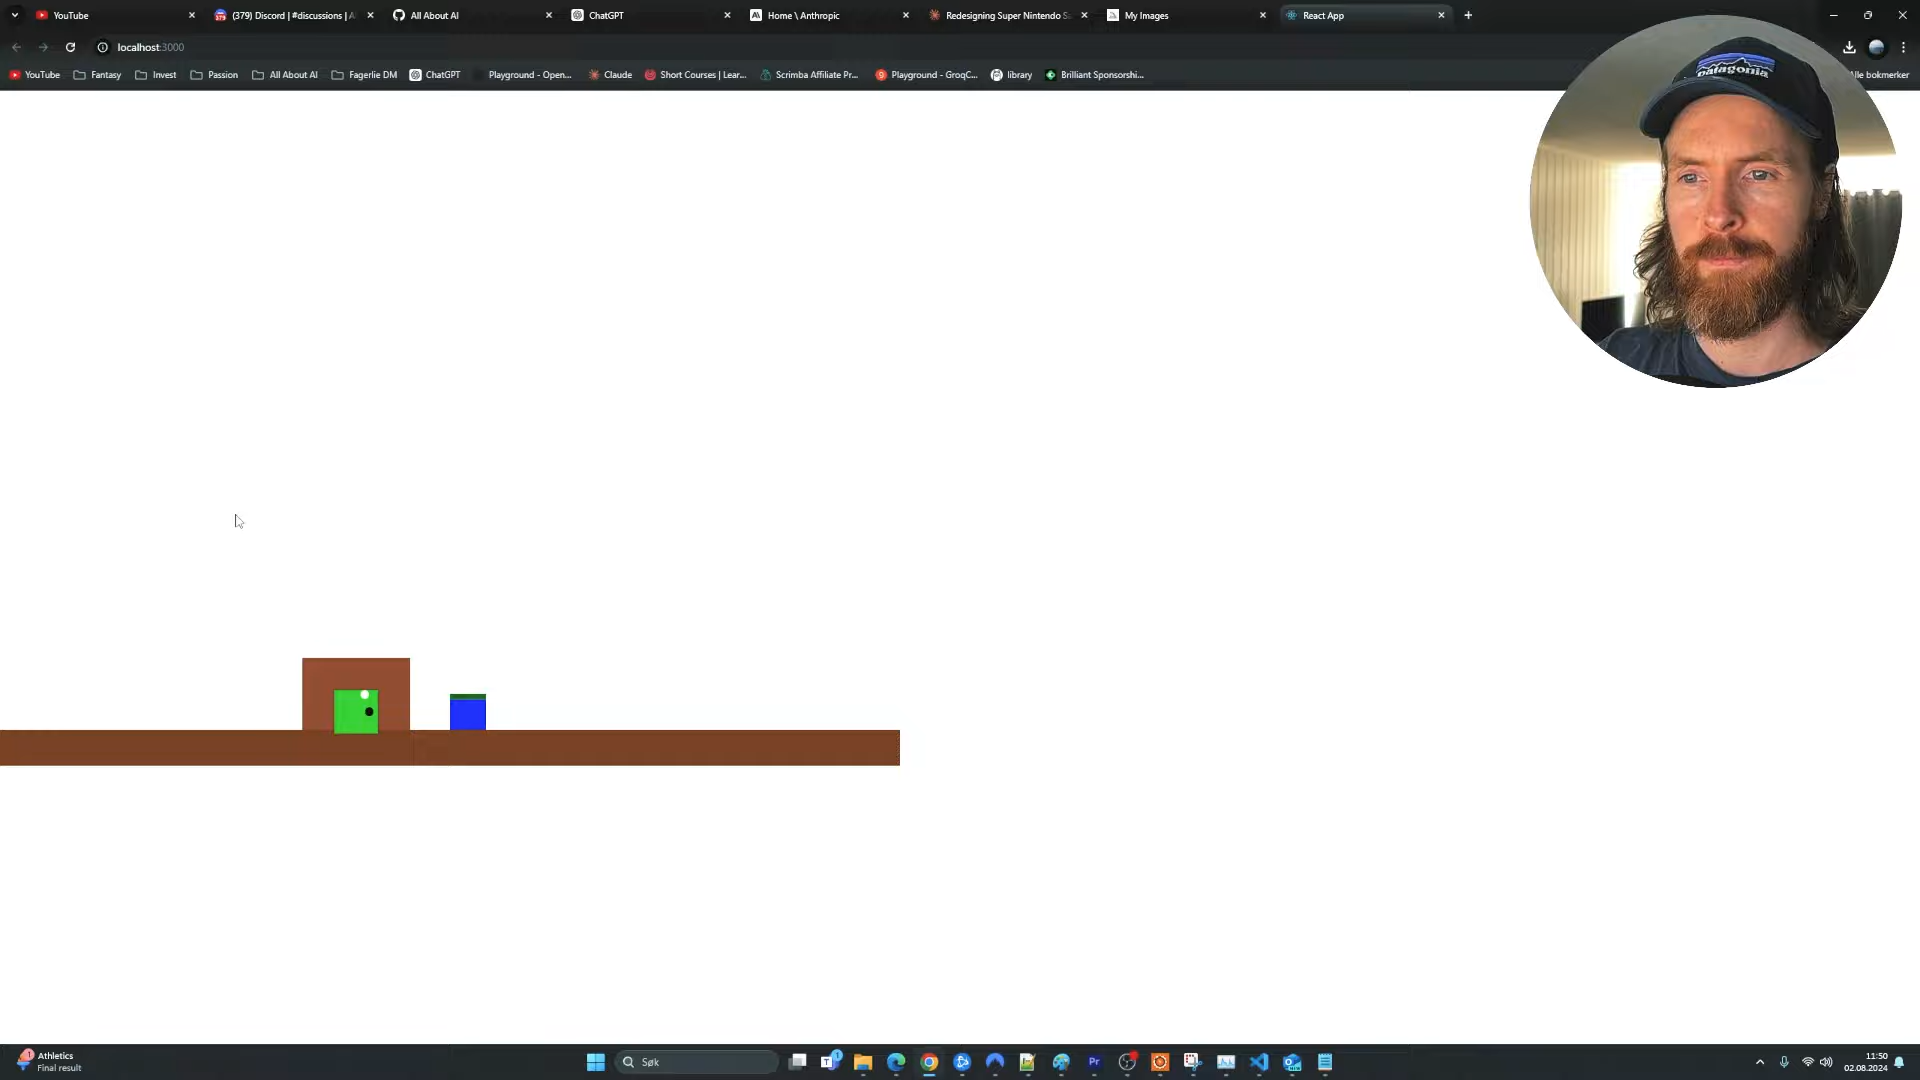 YouTube
(379) Discord | #discussions | A
All About AI
ChatGPT
Home \ Anthropic
Redesigning Super Nintendo S
My Images
React App
localhost:3000
YouTube
Fantasy
Invest
Passion
All About AI
Fagerlie DM
ChatGPT
Playground - Open...
Claude
Short Courses | Lear...
Scrimba Affiliate Pr...
Playground - GroqC...
library
Brilliant Sponsorshi...
Alle bokmerker
patagonia
Athletics
Final result
Søk
11:50
02.08.2024